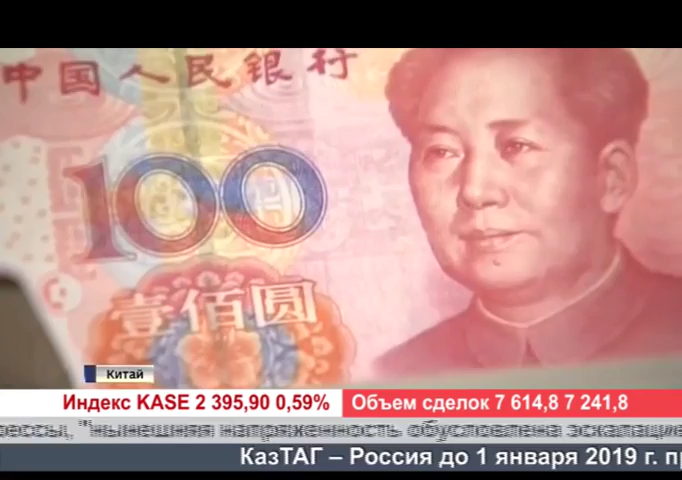 中国人民银行
100
壹佰圆
Китай
Индекс KASE 2 395,90 0,59% Объем сделок 7 614,8 7 241,8
"нынешняя напряженность обусловлена
КазТАГ – Россия до 1 января 2019 г.